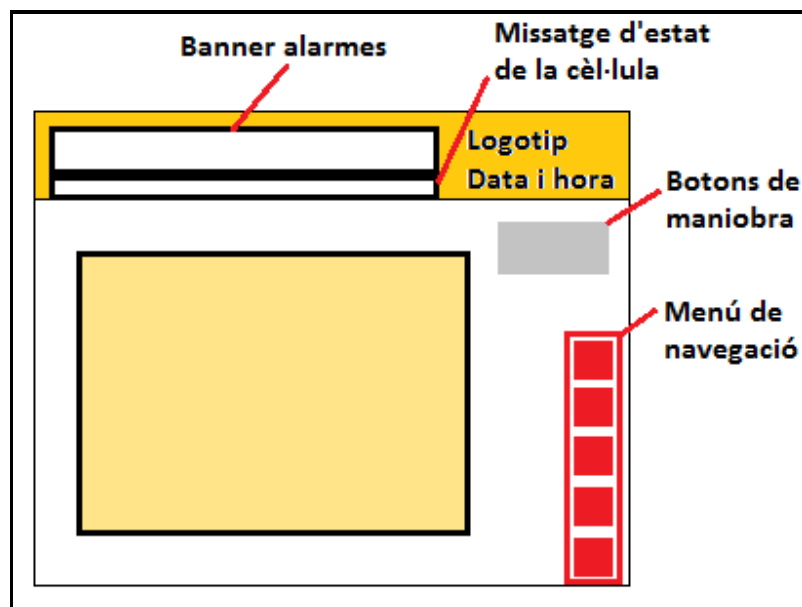 Banner alarmes
Missatge d'estat
de la cèl·lula
Logotip
Data i hora
Botons de
maniobra
Menú de
navegació